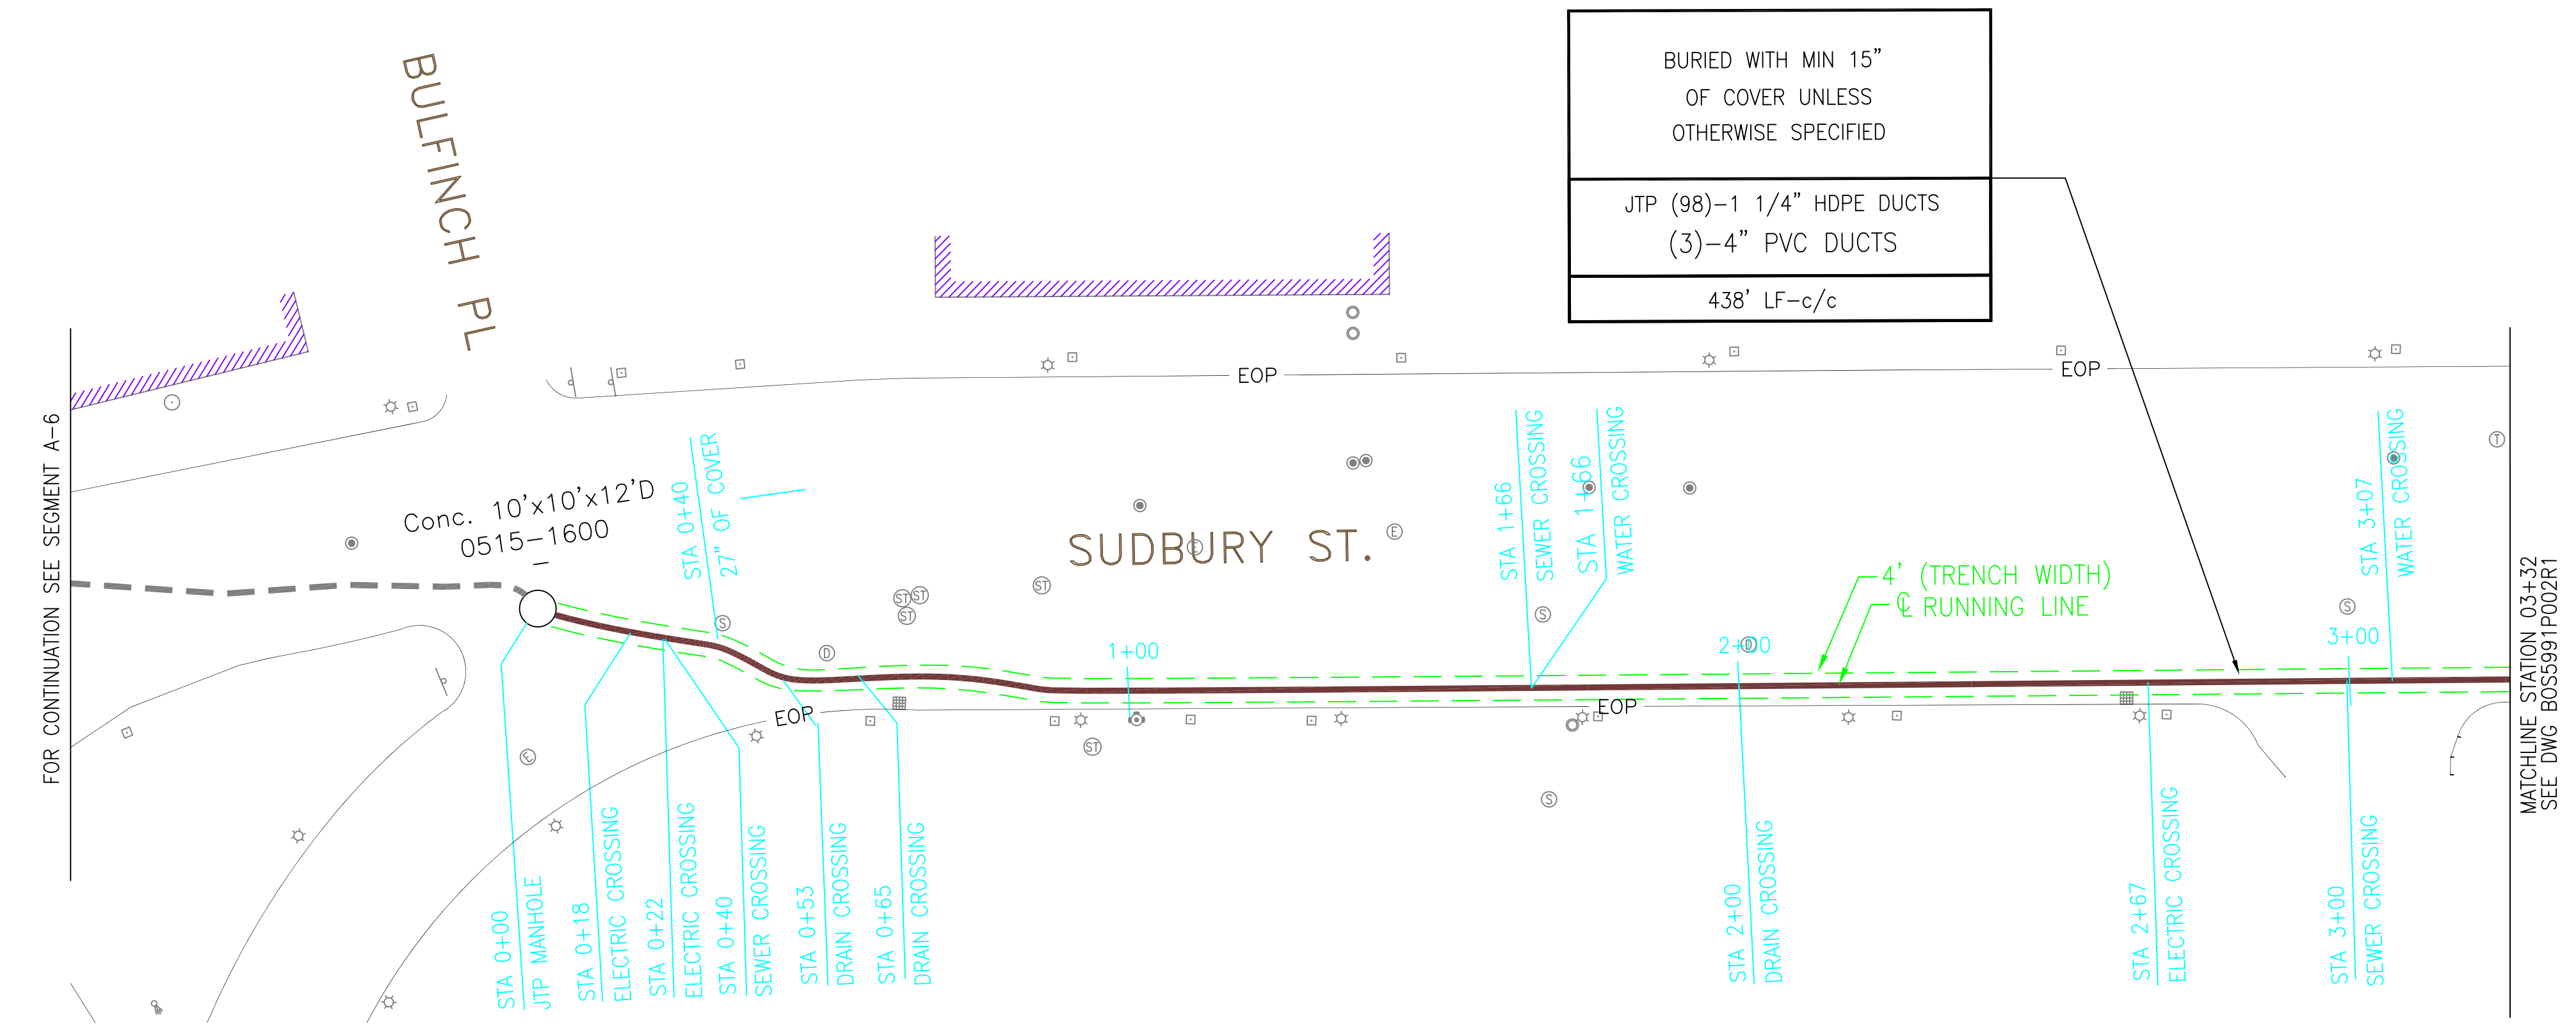 BURIED WITH MIN 15"
OF COVER UNLESS
OTHERWISE SPECIFIED
JTP (98)-1 1/4" HDPE DUCTS
(3)-4" PVC DUCTS
438' LF-c/c
BULFINCH PL
EOP
EOP
FOR CONTINUATION SEE SEGMENT A-6
Conc. 10'x10'x12'D
0515-1600
STA 0+40
27" OF COVER
SUDBURY ST.
STA 1+66
SEWER CROSSING
STA 1+66
WATER CROSSING
STA 3+07
WATER CROSSING
T
E
E
ST
ST
ST
ST
S
S
S
D
D
4' (TRENCH WIDTH)
℄ RUNNING LINE
1+00
2+00
3+00
EOP
EOP
E
ST
S
MATCHLINE STATION 03+32
SEE DWG BOS5991P002R1
STA 0+00
JTP MANHOLE
STA 0+18
ELECTRIC CROSSING
STA 0+22
ELECTRIC CROSSING
STA 0+40
SEWER CROSSING
STA 0+53
DRAIN CROSSING
STA 0+65
DRAIN CROSSING
STA 2+00
DRAIN CROSSING
STA 2+67
ELECTRIC CROSSING
STA 3+00
SEWER CROSSING